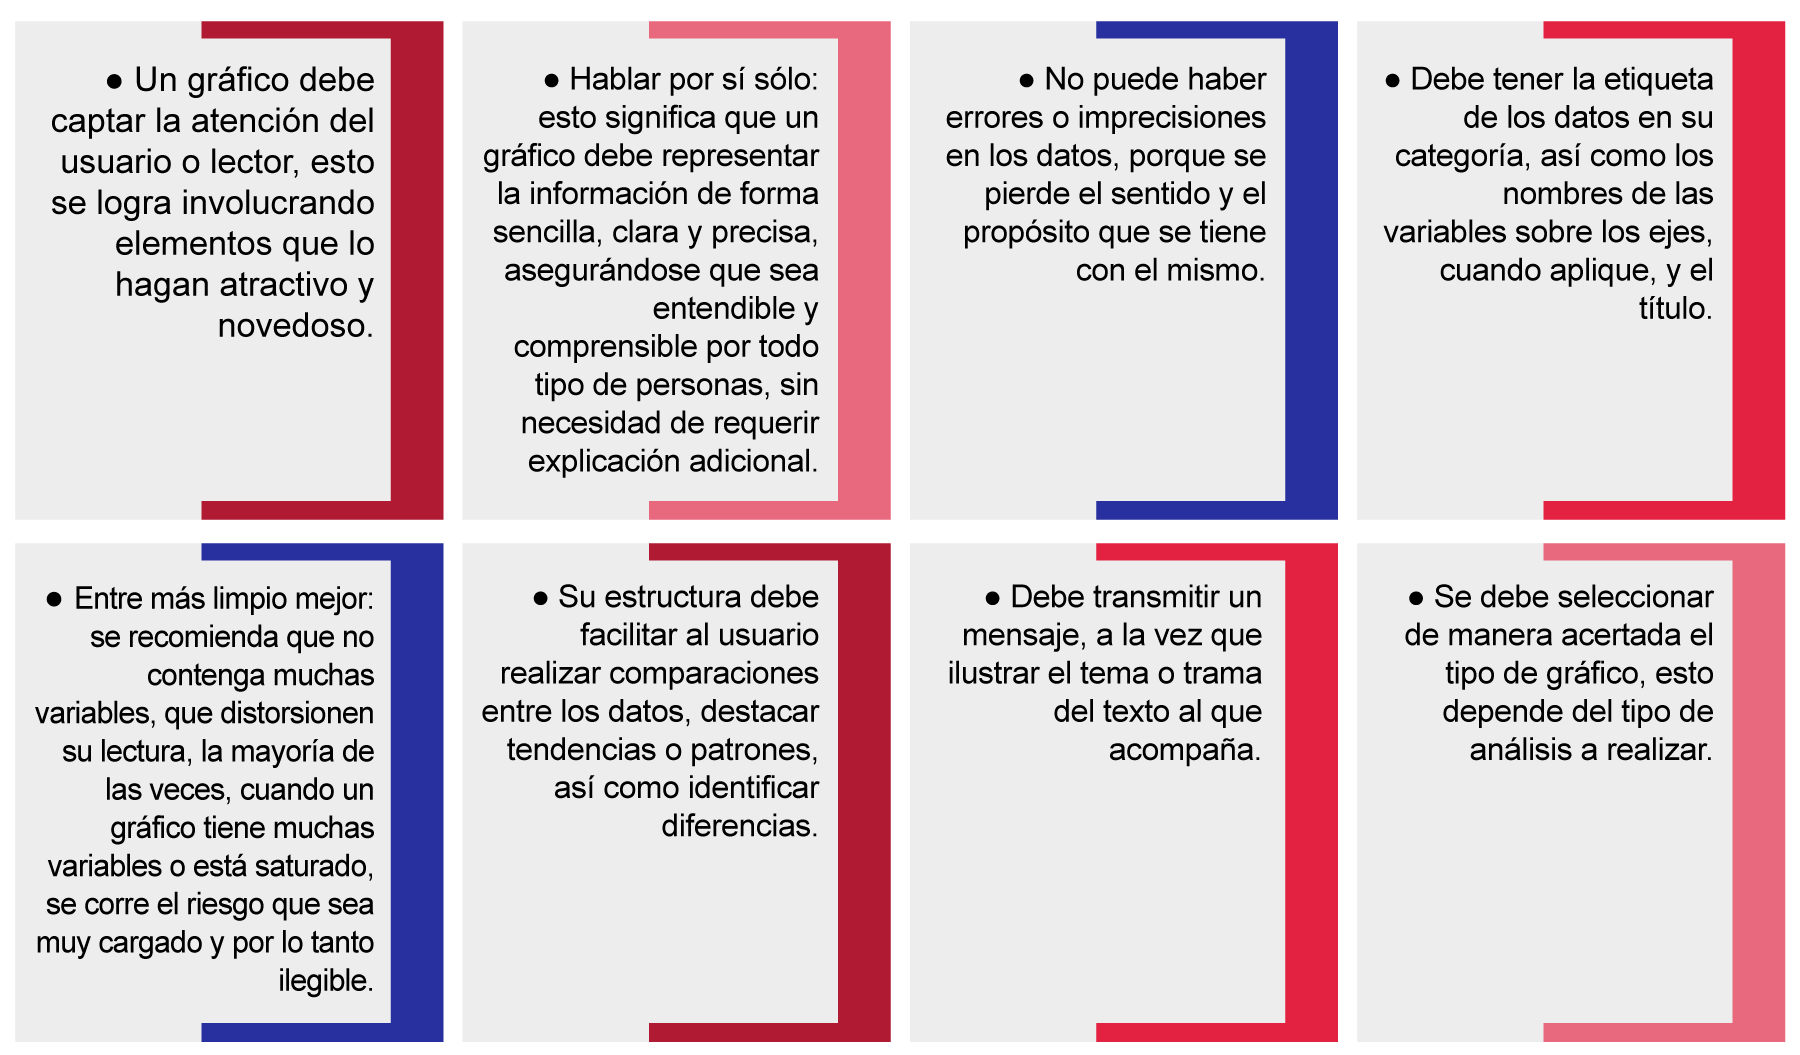 ● Un gráfico debe
captar la atención del
usuario o lector, esto
se logra involucrando
elementos que lo
hagan atractivo y
novedoso.
● Hablar por sí sólo:
esto significa que un
gráfico debe representar
la información de forma
sencilla, clara y precisa,
asegurándose que sea
entendible y
comprensible por todo
tipo de personas, sin
necesidad de requerir
explicación adicional.
● No puede haber
errores o imprecisiones
en los datos, porque se
pierde el sentido y el
propósito que se tiene
con el mismo.
● Debe tener la etiqueta
de los datos en su
categoría, así como los
nombres de las
variables sobre los ejes,
cuando aplique, y el
título.
● Entre más limpio mejor:
se recomienda que no
contenga muchas
variables, que distorsionen
su lectura, la mayoría de
las veces, cuando un
gráfico tiene muchas
variables o está saturado,
se corre el riesgo que sea
muy cargado y por lo tanto
ilegible.
● Su estructura debe
facilitar al usuario
realizar comparaciones
entre los datos, destacar
tendencias o patrones,
así como identificar
diferencias.
● Debe transmitir un
mensaje, a la vez que
ilustrar el tema o trama
del texto al que
acompaña.
● Se debe seleccionar
de manera acertada el
tipo de gráfico, esto
depende del tipo de
análisis a realizar.